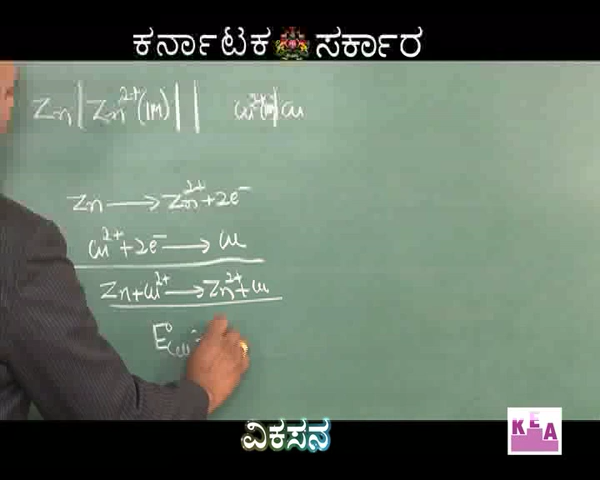 ಕರ್ನಾಟಕ ಸರ್ಕಾರ
Zn | Zn²⁺(1M) || Cu²⁺(1M) | Cu
Zn ⟶ Zn²⁺ + 2e⁻
Cu²⁺ + 2e⁻ ⟶ Cu
Zn + Cu²⁺ ⟶ Zn²⁺ + Cu
E°cell =
ವಿಕಸನ
KEA